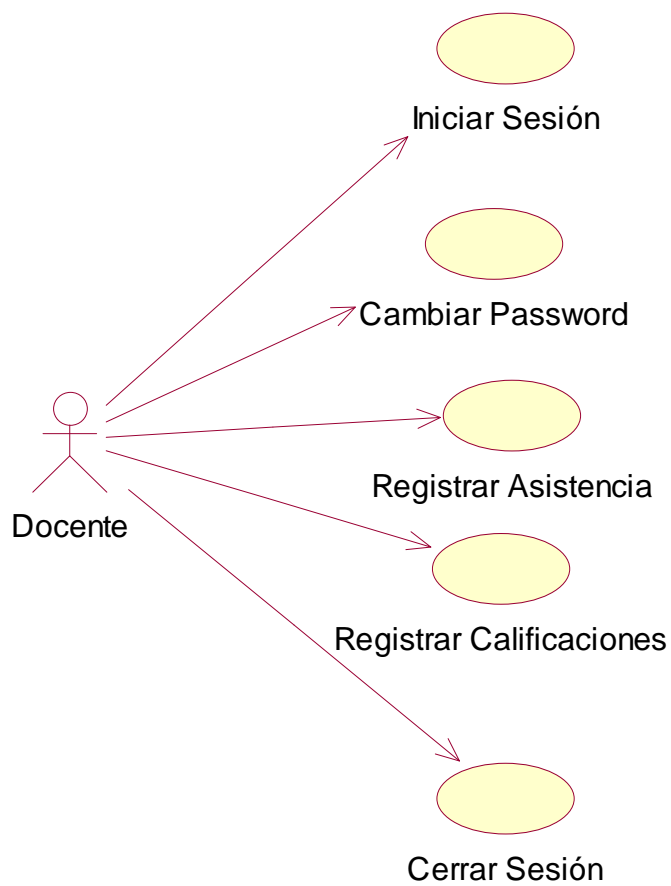 Iniciar Sesión
Cambiar Password
Registrar Asistencia
Docente
Registrar Calificaciones
Cerrar Sesión